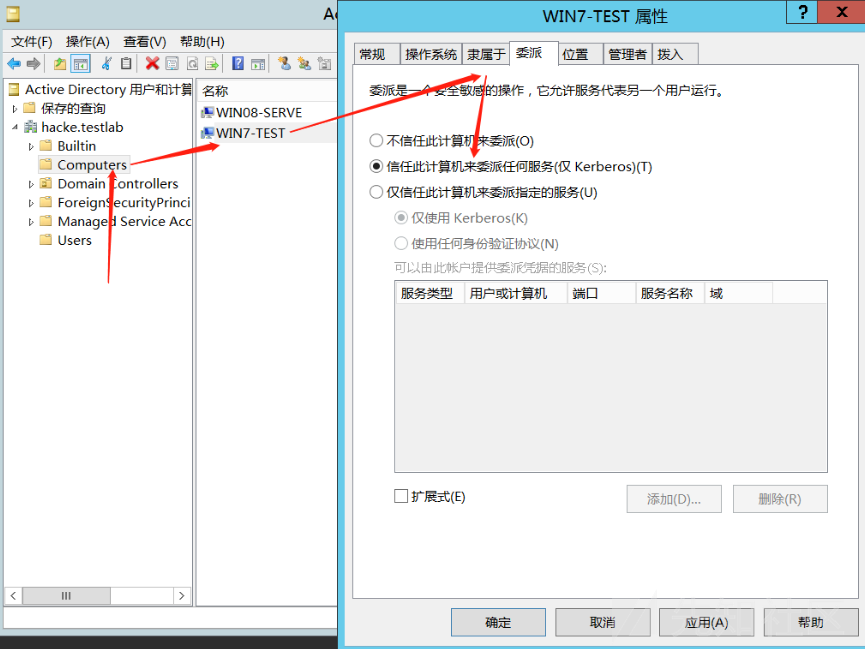 Ac
文件(F) 操作(A) 查看(V) 帮助(H)
Active Directory 用户和计算
保存的查询
hacke.testlab
Builtin
Computers
Domain Controllers
ForeignSecurityPrinci
Managed Service Acc
Users
名称
WIN08-SERVE
WIN7-TEST
WIN7-TEST 属性
? X
常规 操作系统 隶属于 委派 位置 管理者 拨入
委派是一个安全敏感的操作，它允许服务代表另一个用户运行。
不信任此计算机来委派(O)
信任此计算机来委派任何服务(仅 Kerberos)(T)
仅信任此计算机来委派指定的服务(U)
仅使用 Kerberos(K)
使用任何身份验证协议(N)
可以由此帐户提供委派凭据的服务(S):
服务类型 用户或计算机 端口 服务名称 域
扩展式(E)
添加(D)... 删除(R)
确定 取消 应用(A) 帮助